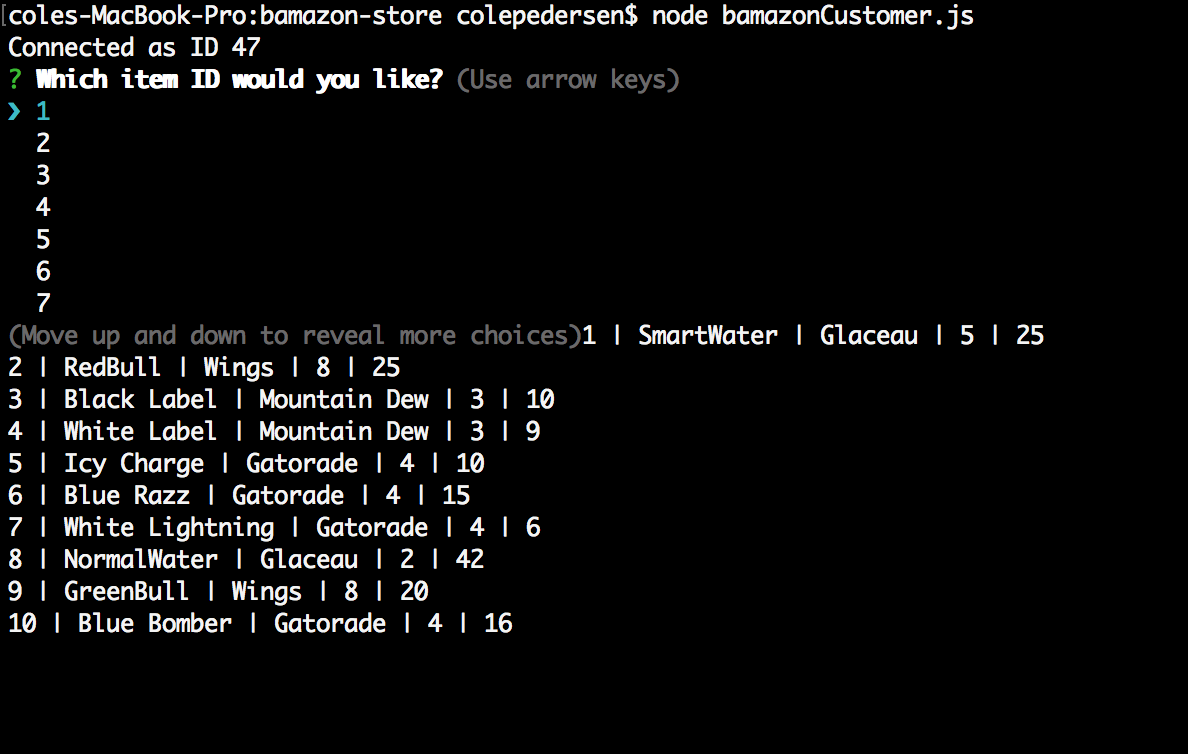 [coles-MacBook-Pro:bamazon-store colepedersen$ node bamazonCustomer.js
Connected as ID 47
? Which item ID would you like? (Use arrow keys)
❯ 1
2
3
4
5
6
7
(Move up and down to reveal more choices)1 | SmartWater | Glaceau | 5 | 25
2 | RedBull | Wings | 8 | 25
3 | Black Label | Mountain Dew | 3 | 10
4 | White Label | Mountain Dew | 3 | 9
5 | Icy Charge | Gatorade | 4 | 10
6 | Blue Razz | Gatorade | 4 | 15
7 | White Lightning | Gatorade | 4 | 6
8 | NormalWater | Glaceau | 2 | 42
9 | GreenBull | Wings | 8 | 20
10 | Blue Bomber | Gatorade | 4 | 16